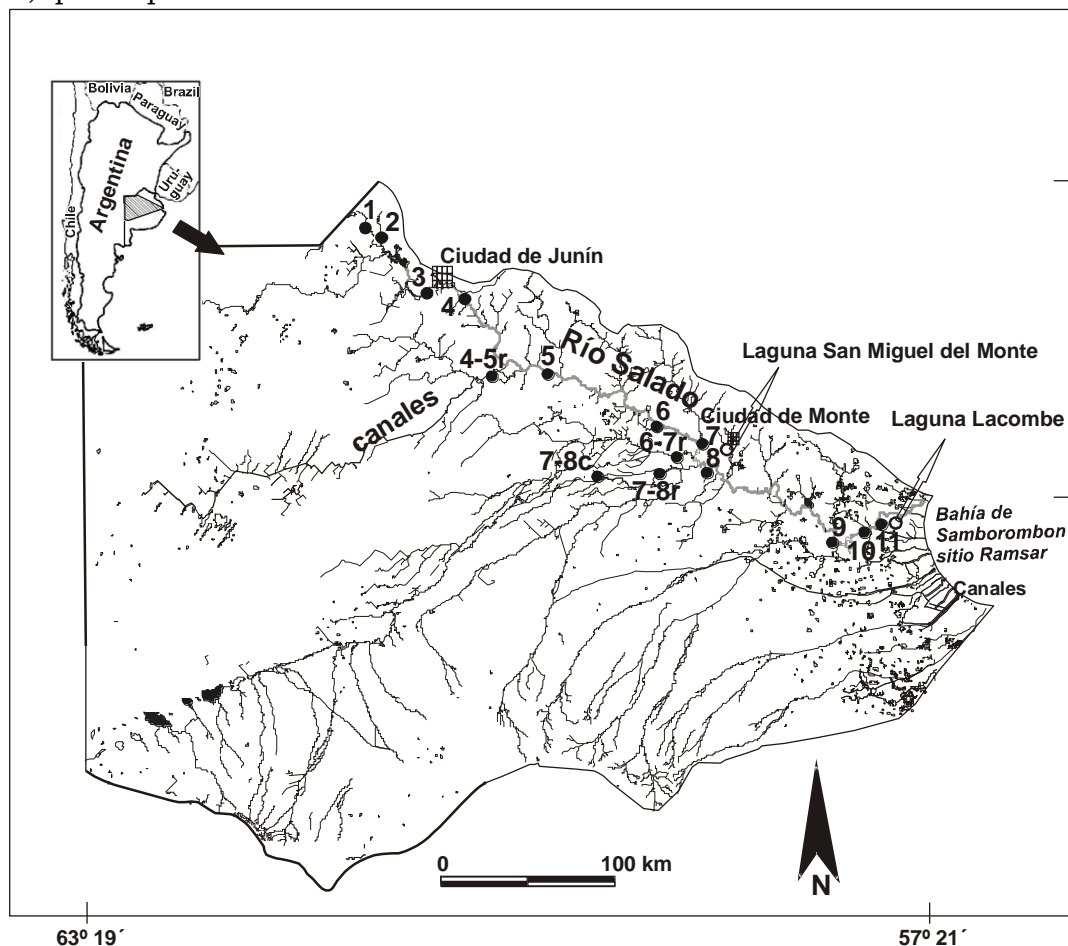 Bolivia
Brazil
Paraguay
Uru-
guay
Argentina
Chile
1
2
Ciudad de Junín
3
4
Río Salado
Laguna San Miguel del Monte
4-5r
5
canales
6
Ciudad de Monte
Laguna Lacombe
7
6-7r
8
7-8c
7-8r
Bahía de
Samborombon
sitio Ramsar
9
10
11
Canales
0
100 km
N
63º 19´
57º 21´